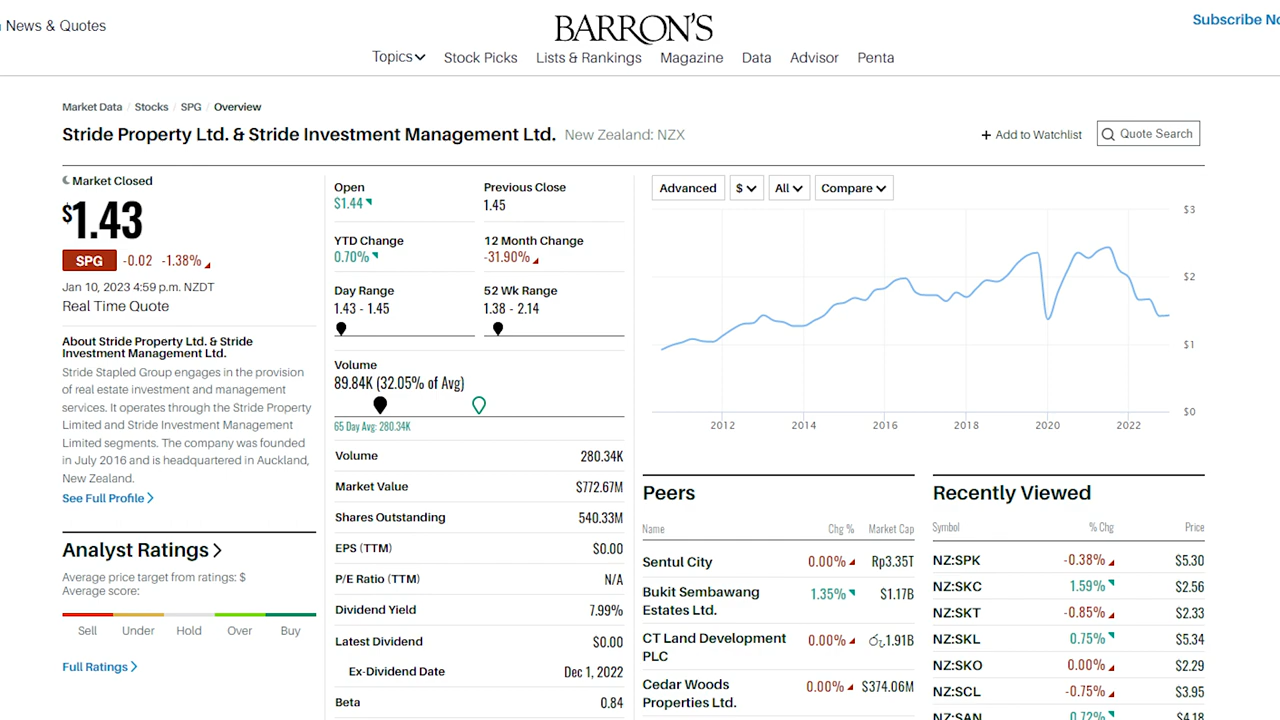 News & Quotes
BARRON'S
Subscribe No
Topics
Stock Picks
Lists & Rankings
Magazine
Data
Advisor
Penta
Market Data / Stocks / SPG / Overview
Stride Property Ltd. & Stride Investment Management Ltd. New Zealand: NZX
+ Add to Watchlist
Quote Search
Market Closed
$1.43
SPG -0.02 -1.38%
Jan 10, 2023 4:59 p.m. NZDT
Real Time Quote
About Stride Property Ltd. & Stride
Investment Management Ltd.
Stride Stapled Group engages in the provision
of real estate investment and management
services. It operates through the Stride Property
Limited and Stride Investment Management
Limited segments. The company was founded
in July 2016 and is headquartered in Auckland,
New Zealand.
See Full Profile
Analyst Ratings
Average price target from ratings: $
Average score:
Sell Under Hold Over Buy
Full Ratings
Open
$1.44
Previous Close
1.45
YTD Change
0.70%
12 Month Change
-31.90%
Day Range
1.43 - 1.45
52 Wk Range
1.38 - 2.14
Volume
89.84K (32.05% of Avg)
65 Day Avg: 280.34K
Volume 280.34K
Market Value $772.67M
Shares Outstanding 540.33M
EPS (TTM) $0.00
P/E Ratio (TTM) N/A
Dividend Yield 7.99%
Latest Dividend $0.00
Ex-Dividend Date Dec 1, 2022
Beta 0.84
Advanced
$
All
Compare
$3
$2
$1
$0
2012 2014 2016 2018 2020 2022
Peers
Name Chg % Market Cap
Sentul City 0.00% Rp3.35T
Bukit Sembawang
Estates Ltd. 1.35% $1.17B
CT Land Development
PLC 0.00% රු1.91B
Cedar Woods
Properties Ltd. 0.00% $374.06M
Recently Viewed
Symbol % Chg Price
NZ:SPK -0.38% $5.30
NZ:SKC 1.59% $2.56
NZ:SKT -0.85% $2.33
NZ:SKL 0.75% $5.34
NZ:SKO 0.00% $2.29
NZ:SCL -0.75% $3.95
NZ:SAN 0.72% $4.18